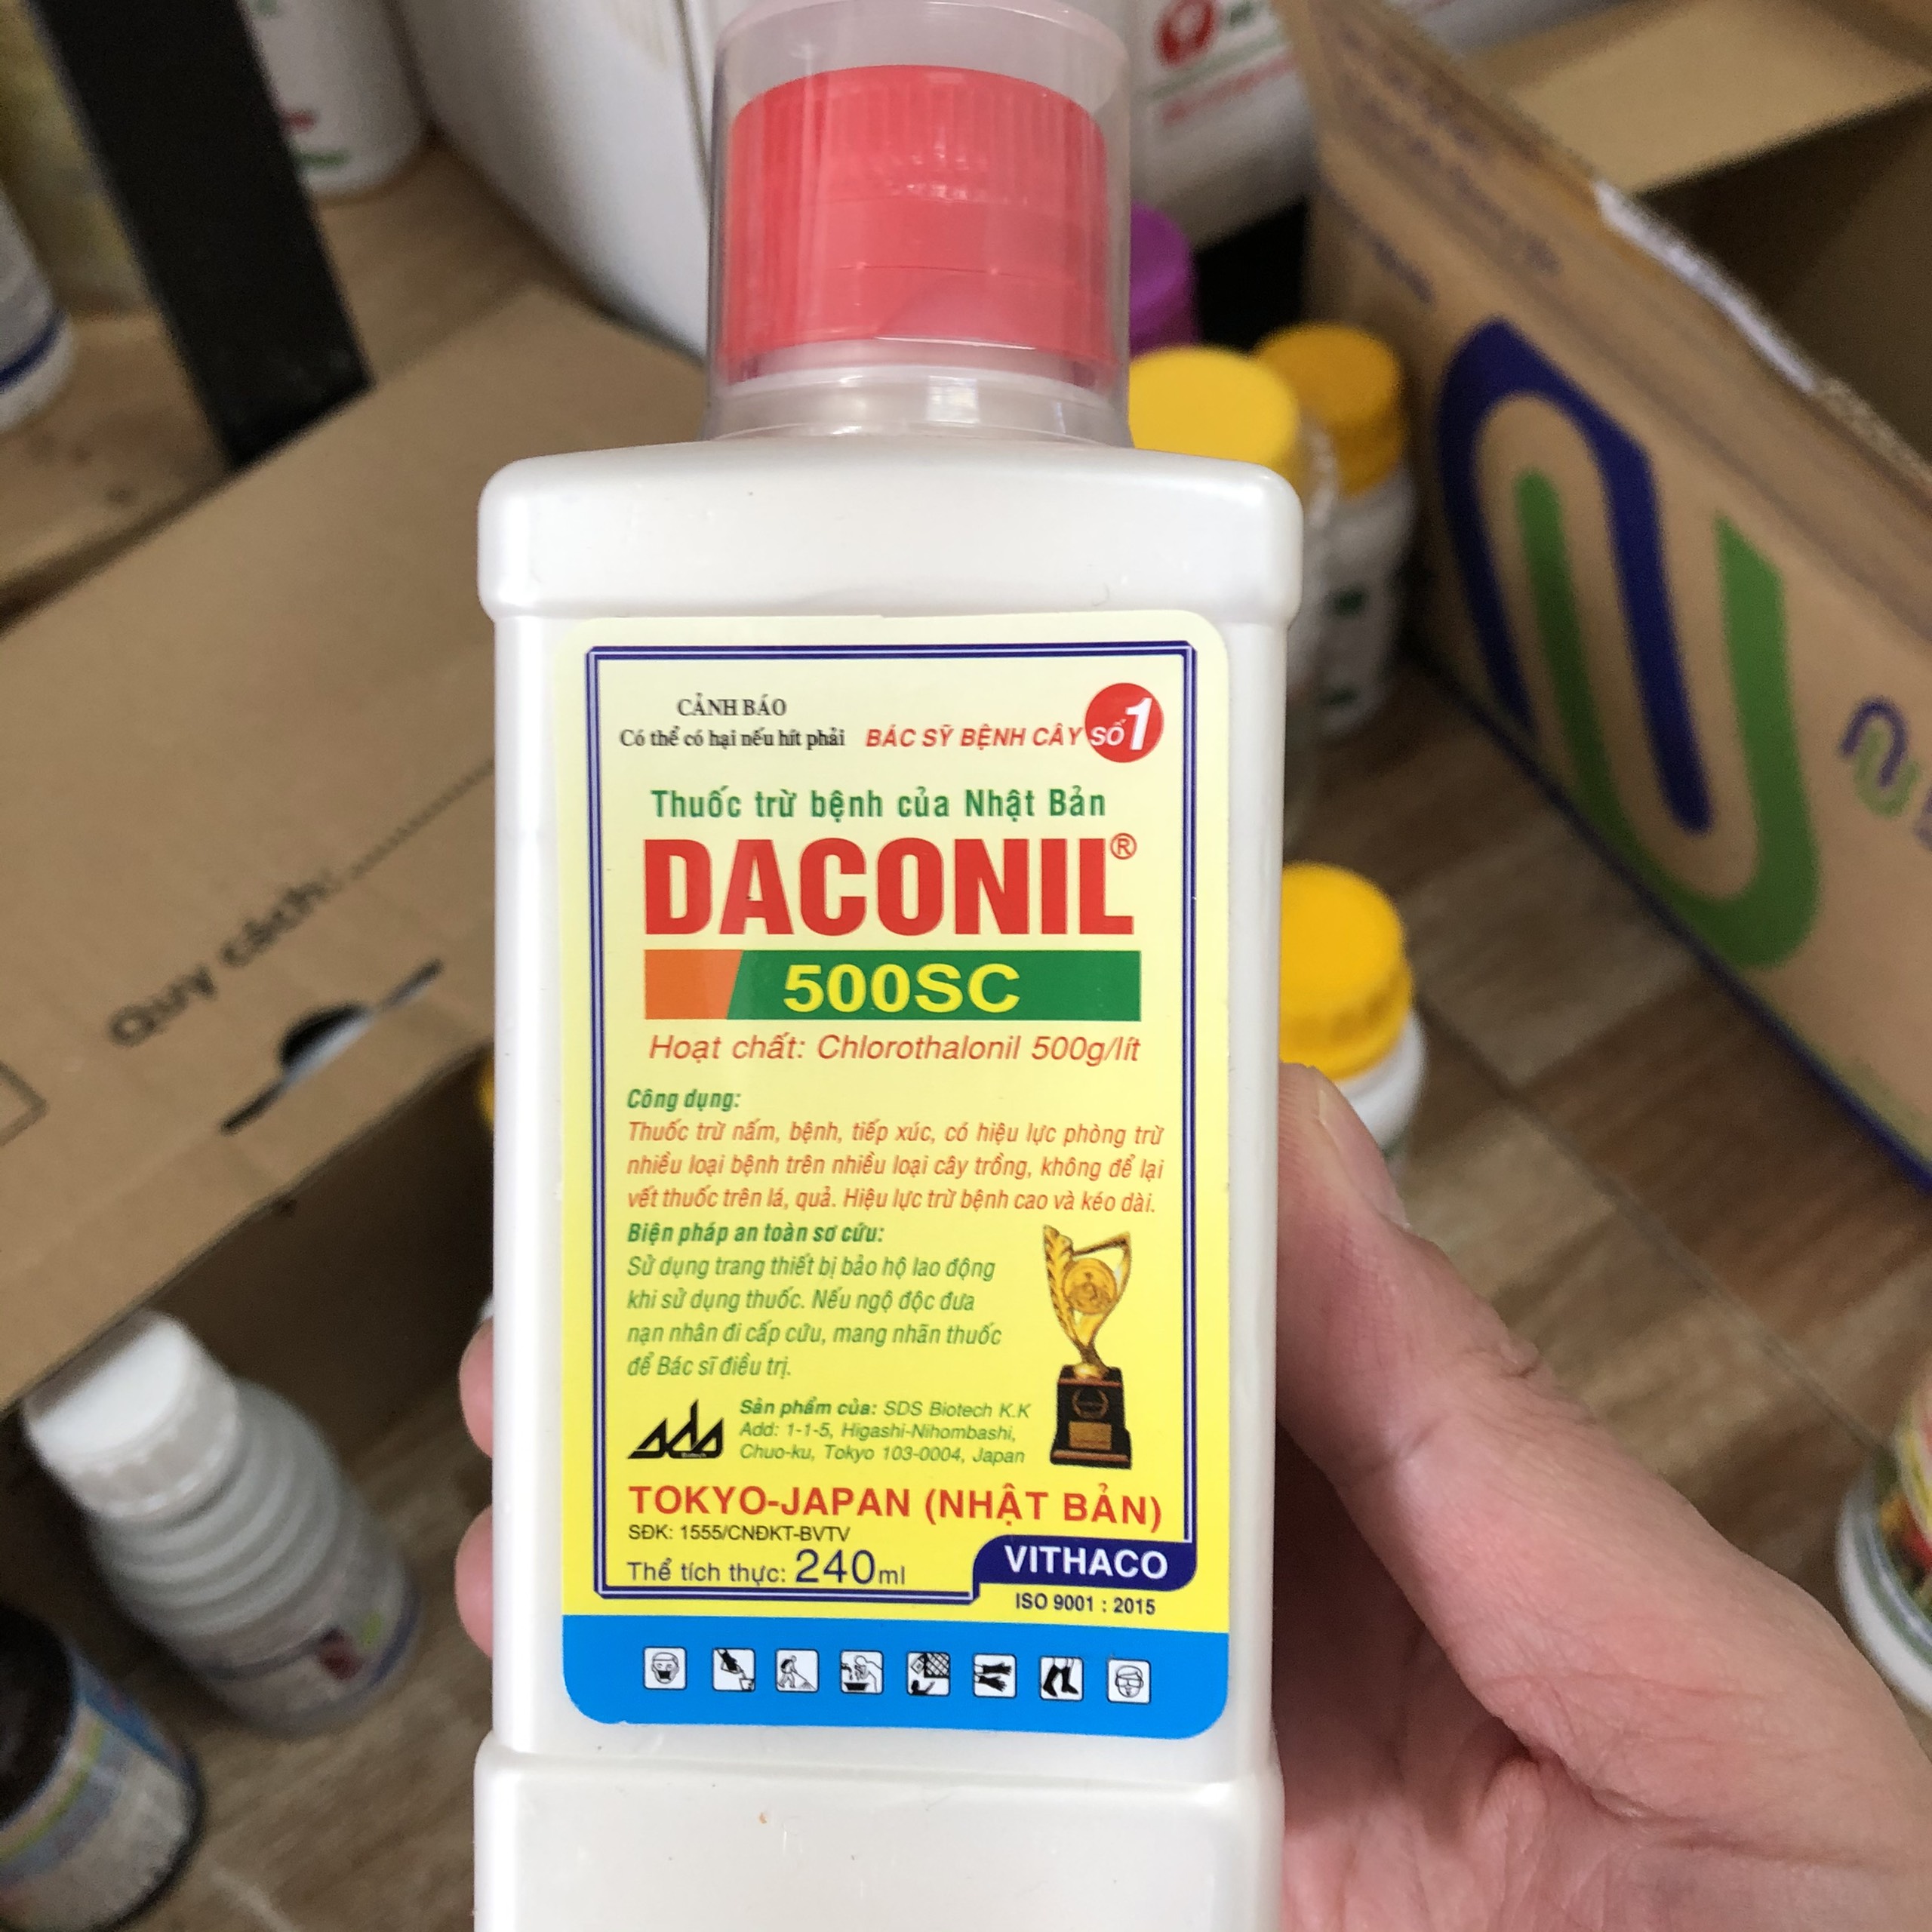 CẢNH BÁO
Có thể có hại nếu hít phải BÁC SỸ BỆNH CÂY SỐ 1
Thuốc trừ bệnh của Nhật Bản
DACONIL®
500SC
Hoạt chất: Chlorothalonil 500g/lít
Công dụng:
Thuốc trừ nấm, bệnh, tiếp xúc, có hiệu lực phòng trừ
nhiều loại bệnh trên nhiều loại cây trồng, không để lại
vết thuốc trên lá, quả. Hiệu lực trừ bệnh cao và kéo dài.
Biện pháp an toàn sơ cứu:
Sử dụng trang thiết bị bảo hộ lao động
khi sử dụng thuốc. Nếu ngộ độc đưa
nạn nhân đi cấp cứu, mang nhãn thuốc
để Bác sĩ điều trị.
sds
Sản phẩm của: SDS Biotech K.K
Add: 1-1-5, Higashi-Nihombashi,
Chuo-ku, Tokyo 103-0004, Japan
TOKYO-JAPAN (NHẬT BẢN)
SĐK: 1555/CNĐKT-BVTV
Thể tích thực: 240ml
VITHACO
ISO 9001 : 2015
Quy cách: